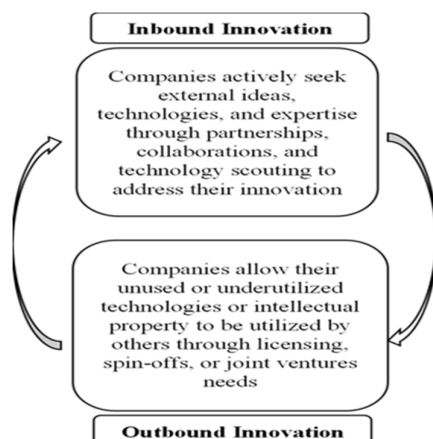 Inbound Innovation
Companies actively seek
external ideas,
technologies, and expertise
through partnerships,
collaborations, and
technology scouting to
address their innovation
Companies allow their
unused or underutilized
technologies or intellectual
property to be utilized by
others through licensing,
spin-offs, or joint ventures
needs
Outbound Innovation